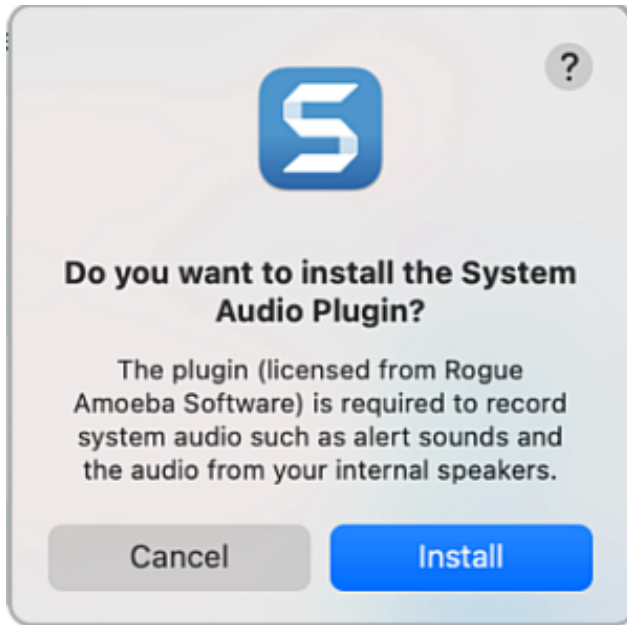 ?
Do you want to install the System
Audio Plugin?
The plugin (licensed from Rogue
Amoeba Software) is required to record
system audio such as alert sounds and
the audio from your internal speakers.
Cancel Install